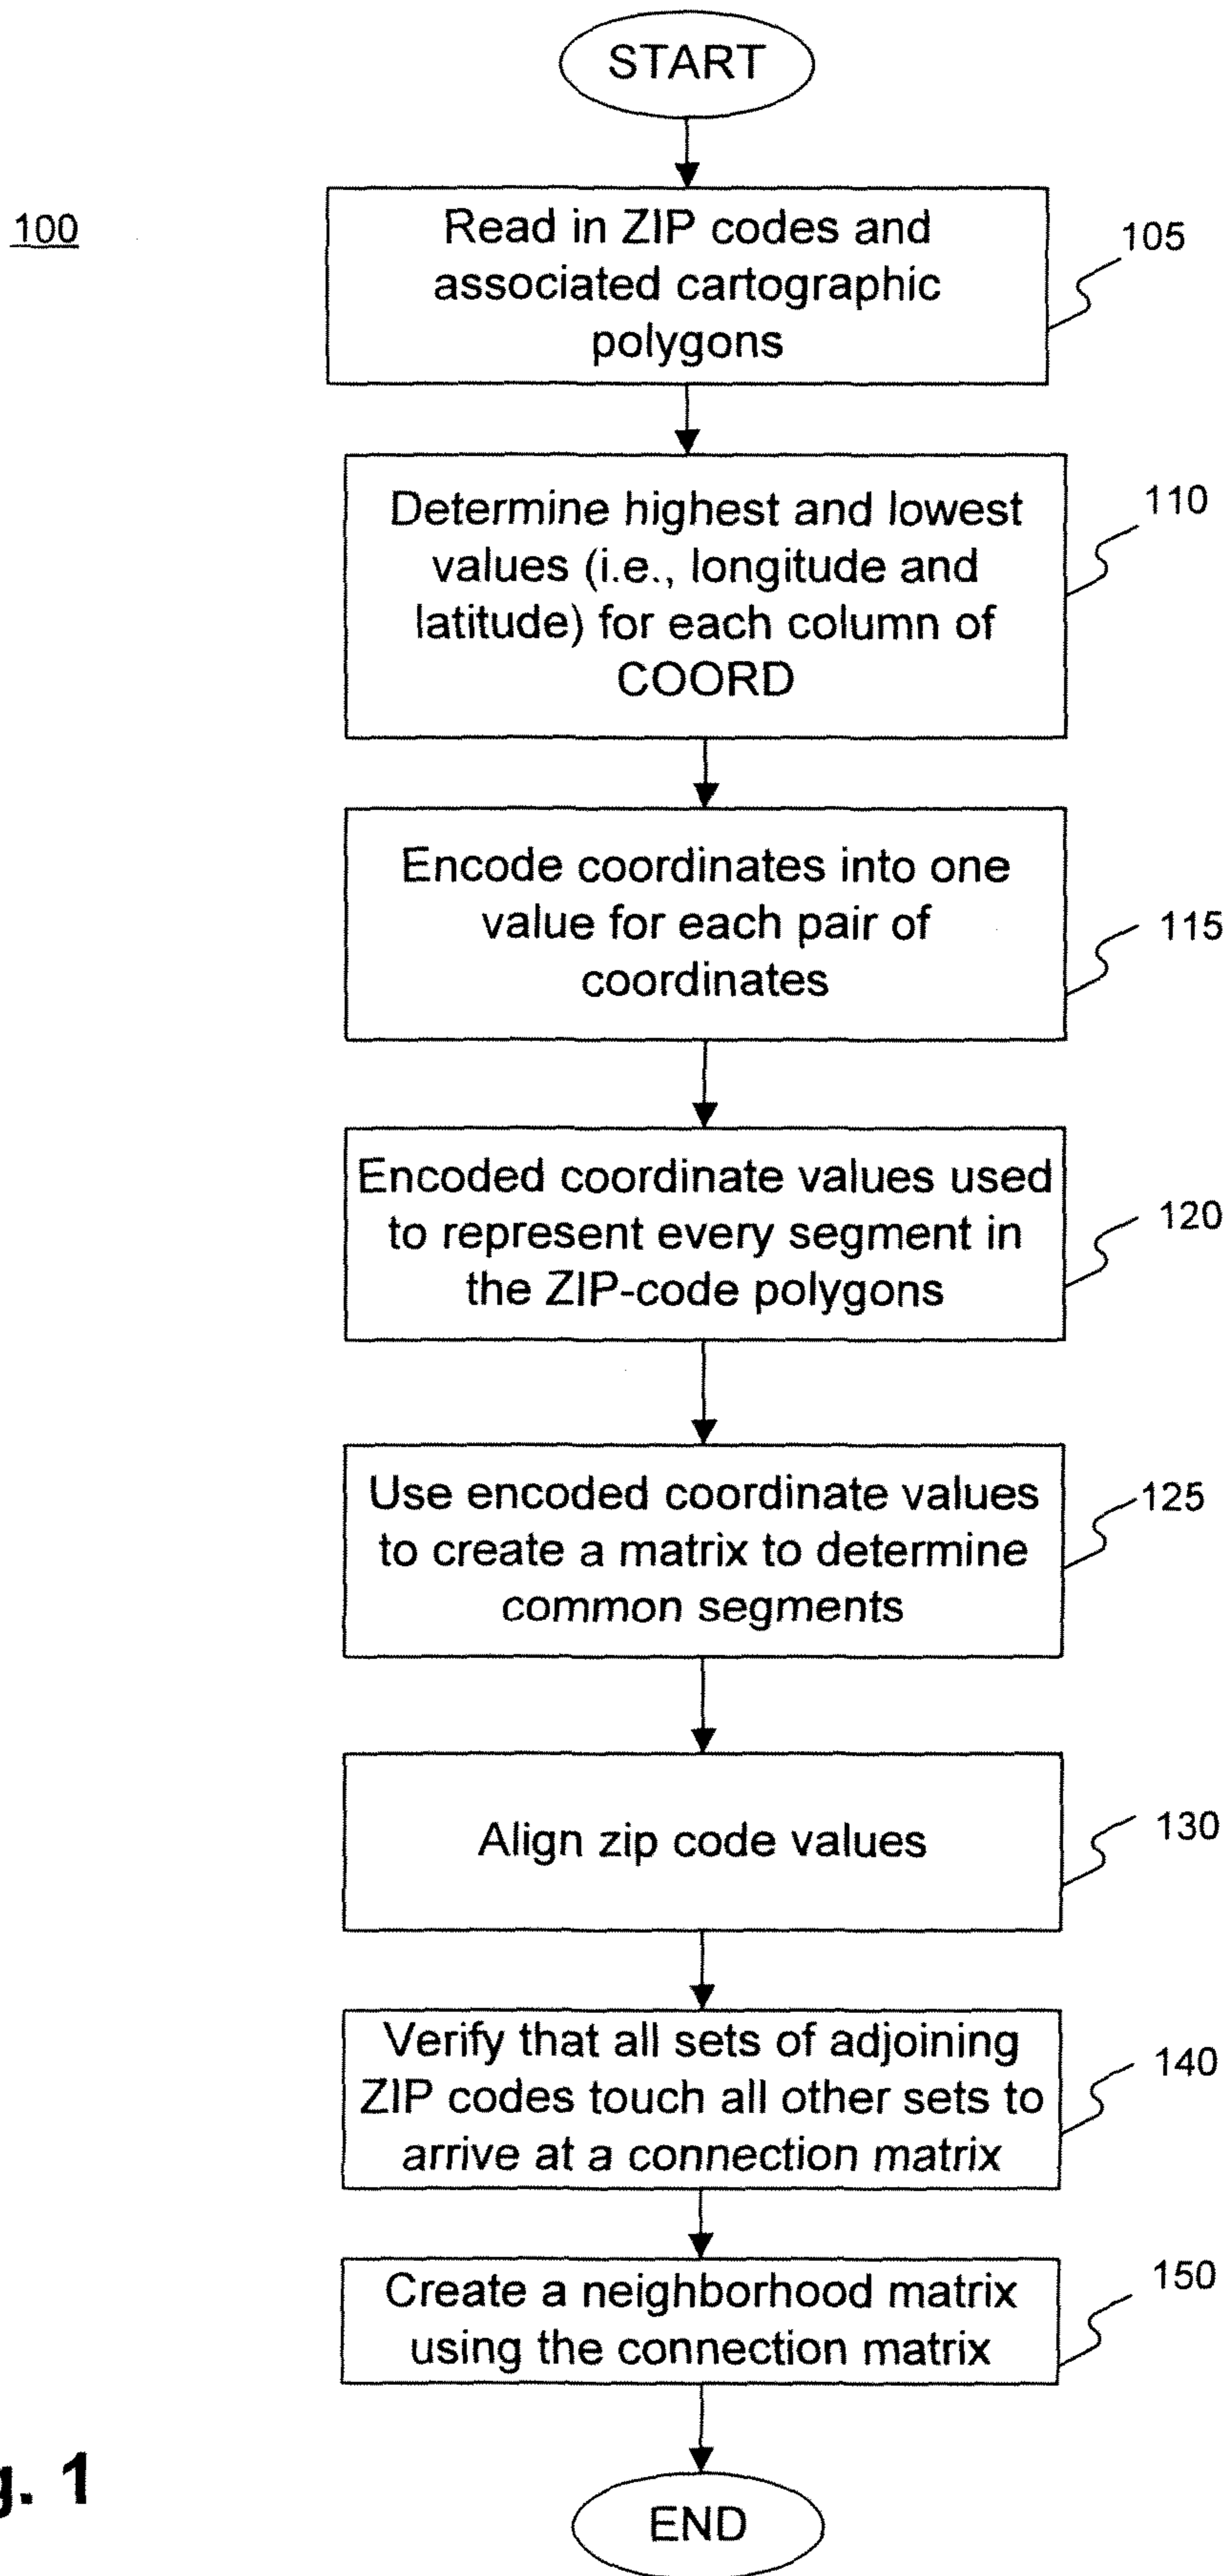 START
100
Read in ZIP codes and
associated cartographic
polygons
105
Determine highest and lowest
values (i.e., longitude and
latitude) for each column of
COORD
110
Encode coordinates into one
value for each pair of
coordinates
115
Encoded coordinate values used
to represent every segment in
the ZIP-code polygons
120
Use encoded coordinate values
to create a matrix to determine
common segments
125
Align zip code values
130
Verify that all sets of adjoining
ZIP codes touch all other sets to
arrive at a connection matrix
140
Create a neighborhood matrix
using the connection matrix
150
g. 1
END